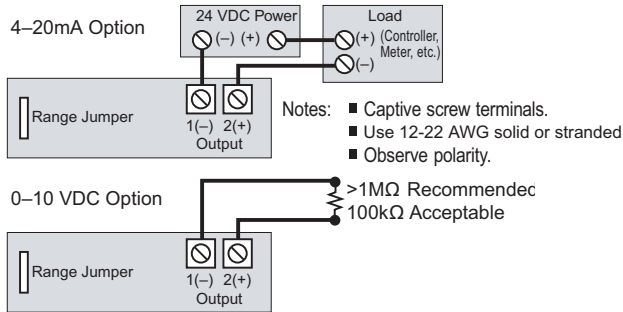 4–20mA Option
24 VDC Power
(–) (+)
Load
(+) (Controller,
Meter, etc.)
(–)
Range Jumper
1(–) 2(+)
Output
Notes: ■ Captive screw terminals.
■ Use 12-22 AWG solid or stranded
■ Observe polarity.
0–10 VDC Option
>1MΩ Recommended
100kΩ Acceptable
Range Jumper
1(–) 2(+)
Output